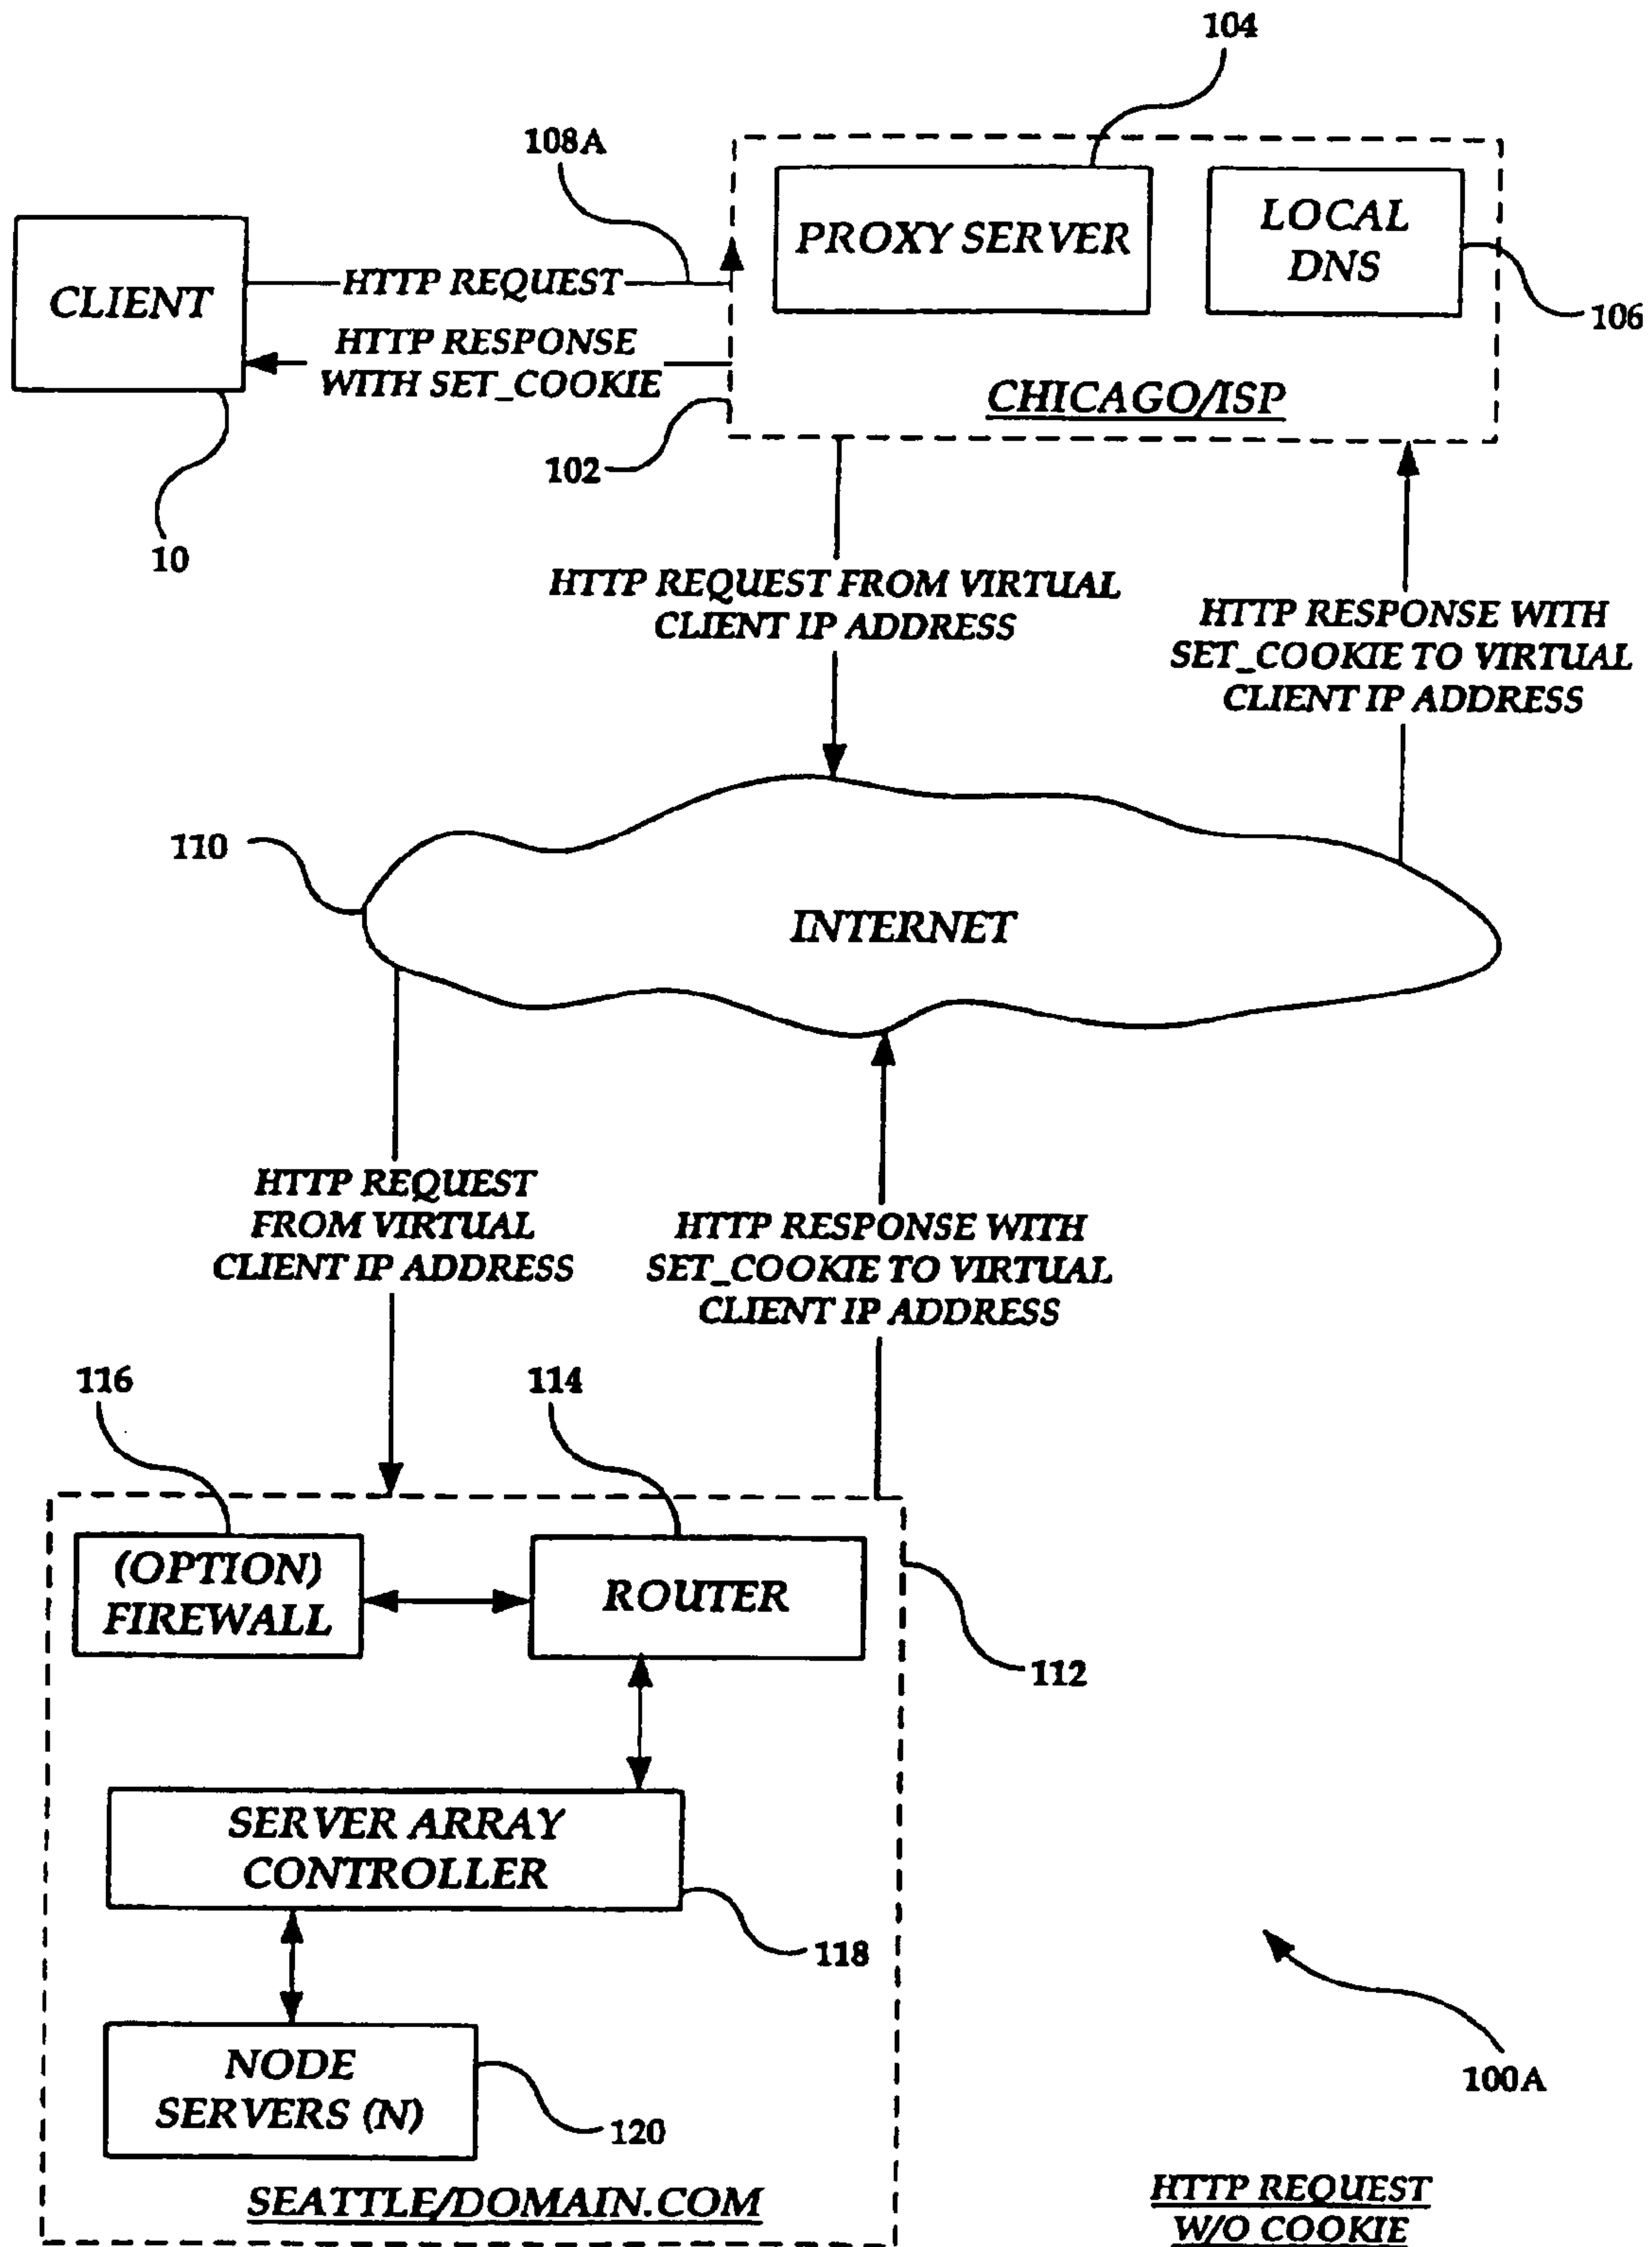 104
108A
PROXY SERVER
LOCAL
DNS
CLIENT
HTTP REQUEST
106
HTTP RESPONSE
WITH SET_COOKIE
CHICAGO/ISP
102
10
HTTP REQUEST FROM VIRTUAL
CLIENT IP ADDRESS
HTTP RESPONSE WITH
SET_COOKIE TO VIRTUAL
CLIENT IP ADDRESS
110
INTERNET
HTTP REQUEST
FROM VIRTUAL
CLIENT IP ADDRESS
HTTP RESPONSE WITH
SET_COOKIE TO VIRTUAL
CLIENT IP ADDRESS
116
114
(OPTION)
FIREWALL
ROUTER
112
SERVER ARRAY
CONTROLLER
118
NODE
SERVERS (N)
120
100A
SEATTLE/DOMAIN.COM
HTTP REQUEST
W/O COOKIE